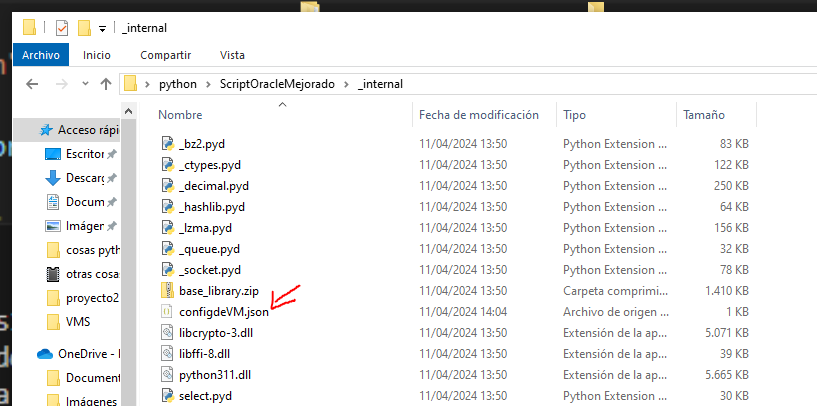 _internal
Archivo Inicio Compartir Vista
python ScriptOracleMejorado _internal
Nombre Fecha de modificación Tipo Tamaño
Acceso rápi
Escritor
Descarg
Docum
Imágen
cosas pyth
otras cosas
proyecto2
VMS
OneDrive - I
Document
Imágenes
_bz2.pyd 11/04/2024 13:50 Python Extension ... 83 KB
_ctypes.pyd 11/04/2024 13:50 Python Extension ... 122 KB
_decimal.pyd 11/04/2024 13:50 Python Extension ... 250 KB
_hashlib.pyd 11/04/2024 13:50 Python Extension ... 64 KB
_lzma.pyd 11/04/2024 13:50 Python Extension ... 156 KB
_queue.pyd 11/04/2024 13:50 Python Extension ... 32 KB
_socket.pyd 11/04/2024 13:50 Python Extension ... 78 KB
base_library.zip 11/04/2024 13:50 Carpeta comprimi... 1.410 KB
configdeVM.json 11/04/2024 14:04 Archivo de origen ... 1 KB
libcrypto-3.dll 11/04/2024 13:50 Extensión de la ap... 5.071 KB
libffi-8.dll 11/04/2024 13:50 Extensión de la ap... 39 KB
python311.dll 11/04/2024 13:50 Extensión de la ap... 5.665 KB
select.pyd 11/04/2024 13:50 Python Extension ... 30 KB